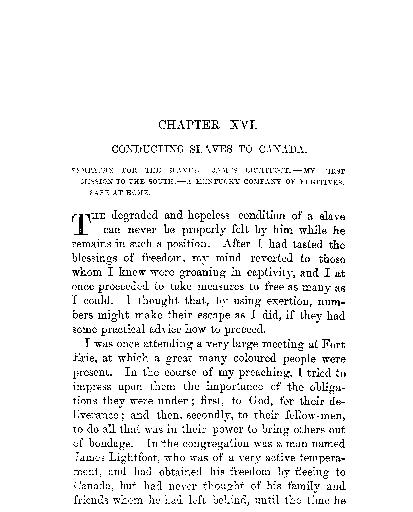 CHAPTER XVI.
CONDUCTING SLAVES TO CANADA.
SYMPATHY FOR THE SLAVE.—JAMES LIGHTFOOT.—MY FIRST
MISSION TO THE SOUTH.—A KENTUCKY COMPANY OF FUGITIVES.
SAFE AT HOME.
THE degraded and hopeless condition of a slave
can never be properly felt by him while he
remains in such a position. After I had tasted the
blessings of freedom, my mind reverted to those
whom I knew were groaning in captivity, and I at
once proceeded to take measures to free as many as
I could. I thought that, by using exertion, num-
bers might make their escape as I did, if they had
some practical advice how to proceed.
I was once attending a very large meeting at Fort
Erie, at which a great many coloured people were
present. In the course of my preaching, I tried to
impress upon them the importance of the obliga-
tions they were under; first, to God, for their de-
liverance; and then, secondly, to their fellow-men,
to do all that was in their power to bring others out
of bondage. In the congregation was a man named
James Lightfoot, who was of a very active tempera-
ment, and had obtained his freedom by fleeing to
Canada, but had never thought of his family and
friends whom he had left behind, until the time he